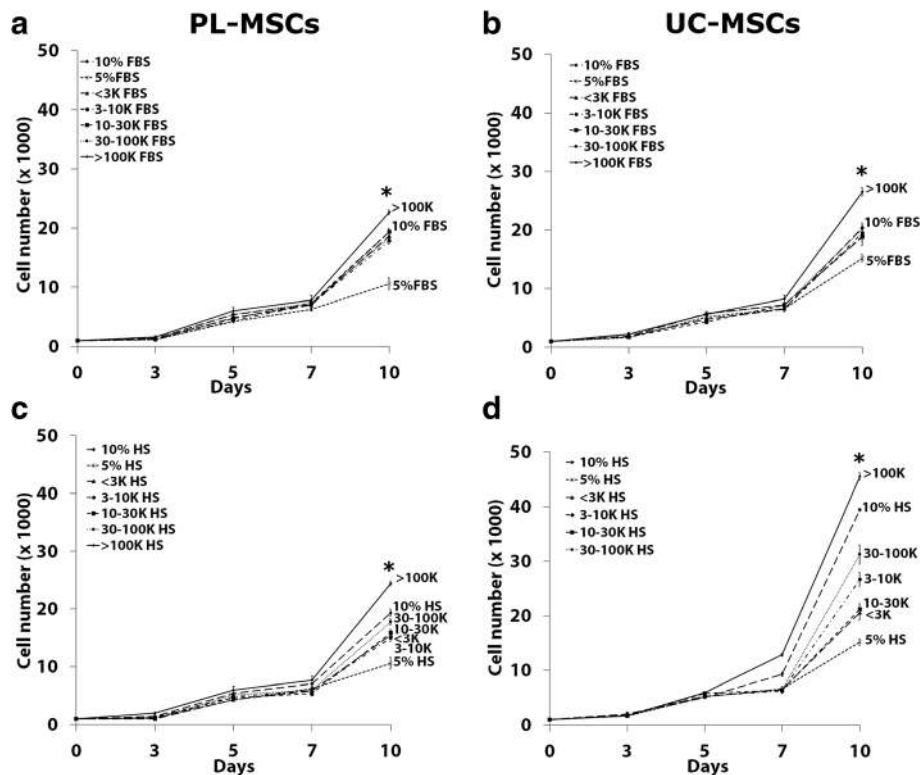 a
PL-MSCs
50
40
30
20
10
0
Cell number (x 1000)
10% FBS
5%FBS
<3K FBS
3-10K FBS
10-30K FBS
30-100K FBS
>100K FBS
*
>100K
10% FBS
5%FBS
0 3 5 7 10
Days
b
UC-MSCs
50
40
30
20
10
0
Cell number (x 1000)
10% FBS
5%FBS
<3K FBS
3-10K FBS
10-30K FBS
30-100K FBS
>100K FBS
*
>100K
10% FBS
5%FBS
0 3 5 7 10
Days
c
50
40
30
20
10
0
Cell number (x 1000)
10% HS
5% HS
<3K HS
3-10K HS
10-30K HS
30-100K HS
>100K HS
*
>100K
10% HS
30-100K
10-30K
<3K
3-10K
5% HS
0 3 5 7 10
Days
d
50
40
30
20
10
0
Cell number (x 1000)
10% HS
5% HS
<3K HS
3-10K HS
10-30K HS
30-100K HS
*
>100K
10% HS
30-100K
3-10K
10-30K
<3K
5% HS
0 3 5 7 10
Days